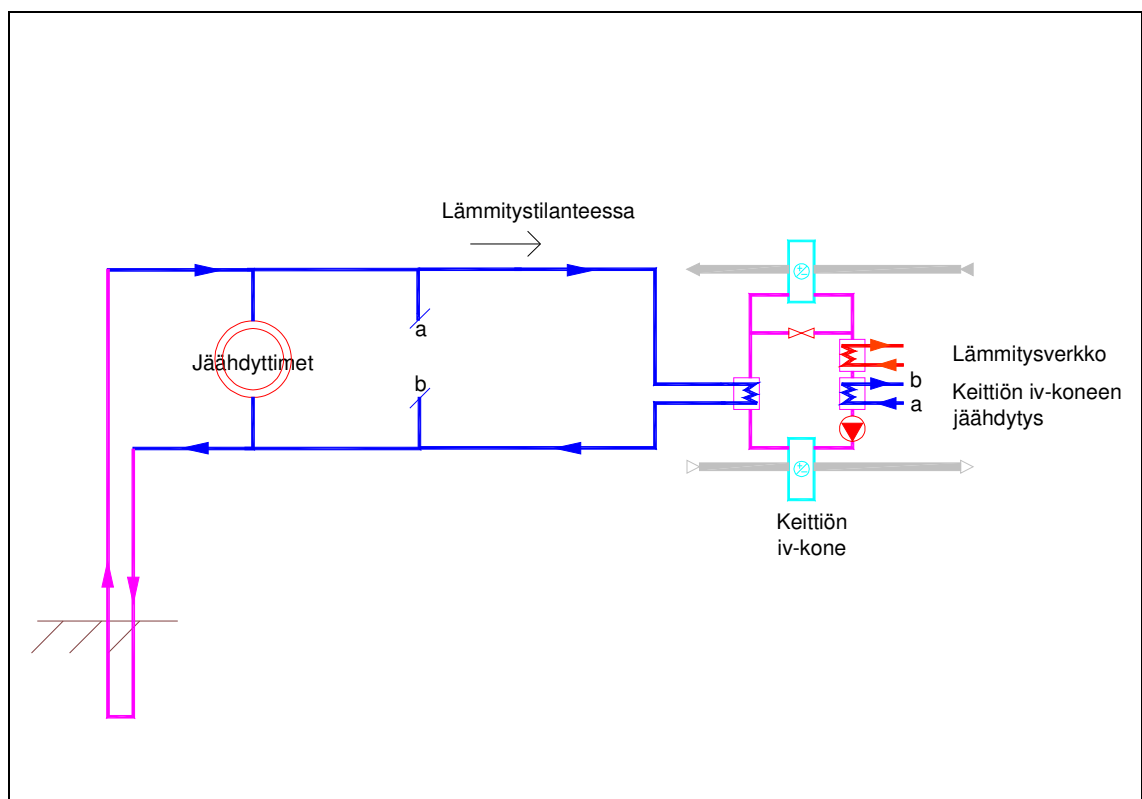 Lämmitystilanteessa
a
Jäähdyttimet
b
Lämmitysverkko
b
Keittiön iv-koneen
a
jäähdytys
Keittiön
iv-kone